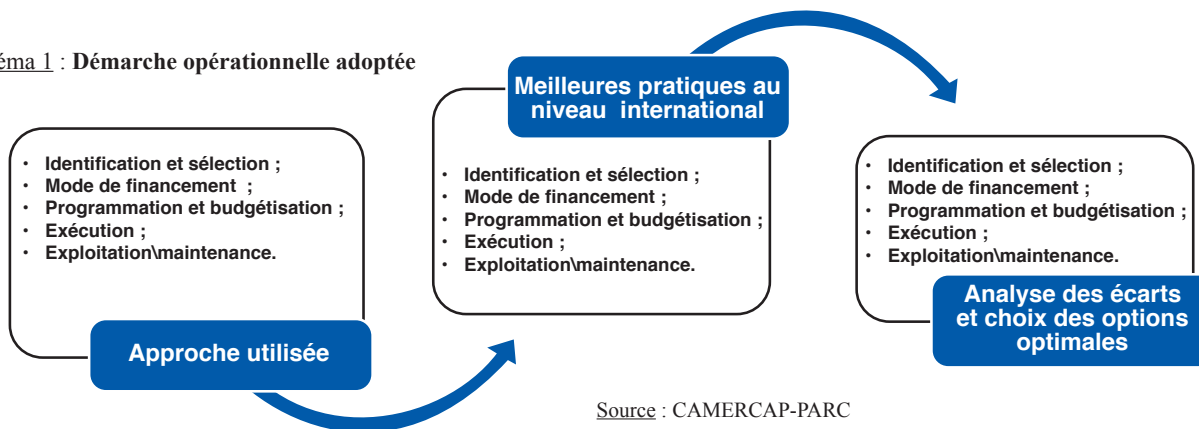 éma 1 : Démarche opérationnelle adoptée
• Identification et sélection ;
• Mode de financement ;
• Programmation et budgétisation ;
• Exécution ;
• Exploitation\maintenance.
Approche utilisée
Meilleures pratiques au
niveau international
• Identification et sélection ;
• Mode de financement ;
• Programmation et budgétisation ;
• Exécution ;
• Exploitation\maintenance.
• Identification et sélection ;
• Mode de financement ;
• Programmation et budgétisation ;
• Exécution ;
• Exploitation\maintenance.
Analyse des écarts
et choix des options
optimales
Source : CAMERCAP-PARC